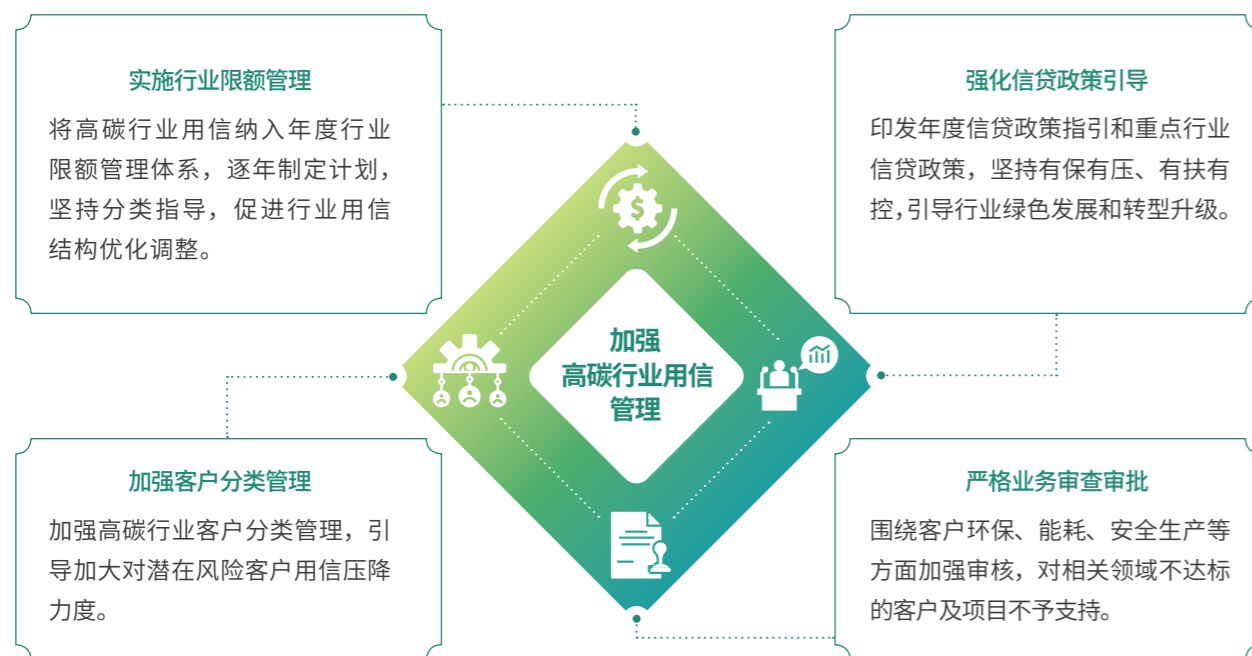 实施行业限额管理
将高碳行业用信纳入年度行业
限额管理体系，逐年制定计划，
坚持分类指导，促进行业用信
结构优化调整。
强化信贷政策引导
印发年度信贷政策指引和重点行业
信贷政策，坚持有保有压、有扶有
控，引导行业绿色发展和转型升级。
加强
高碳行业用信
管理
加强客户分类管理
加强高碳行业客户分类管理，引
导加大对潜在风险客户用信压降
力度。
严格业务审查审批
围绕客户环保、能耗、安全生产等
方面加强审核，对相关领域不达标
的客户及项目不予支持。